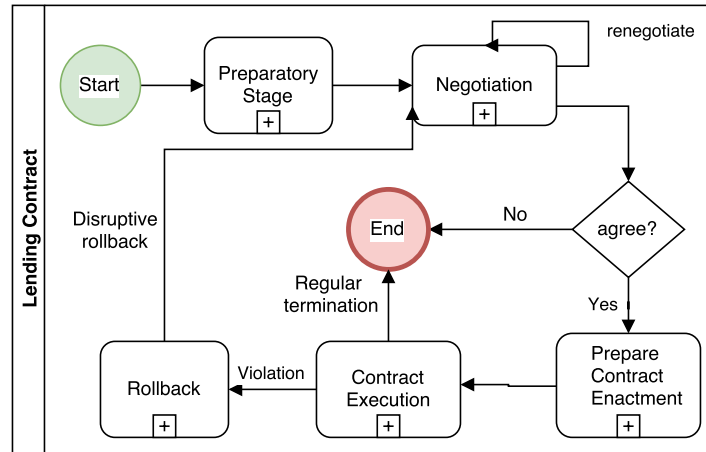 Lending Contract
Start
Preparatory
Stage
+
Negotiation
+
renegotiate
agree?
No
Yes
End
Disruptive
rollback
Regular
termination
Rollback
+
Violation
Contract
Execution
+
Prepare
Contract
Enactment
+